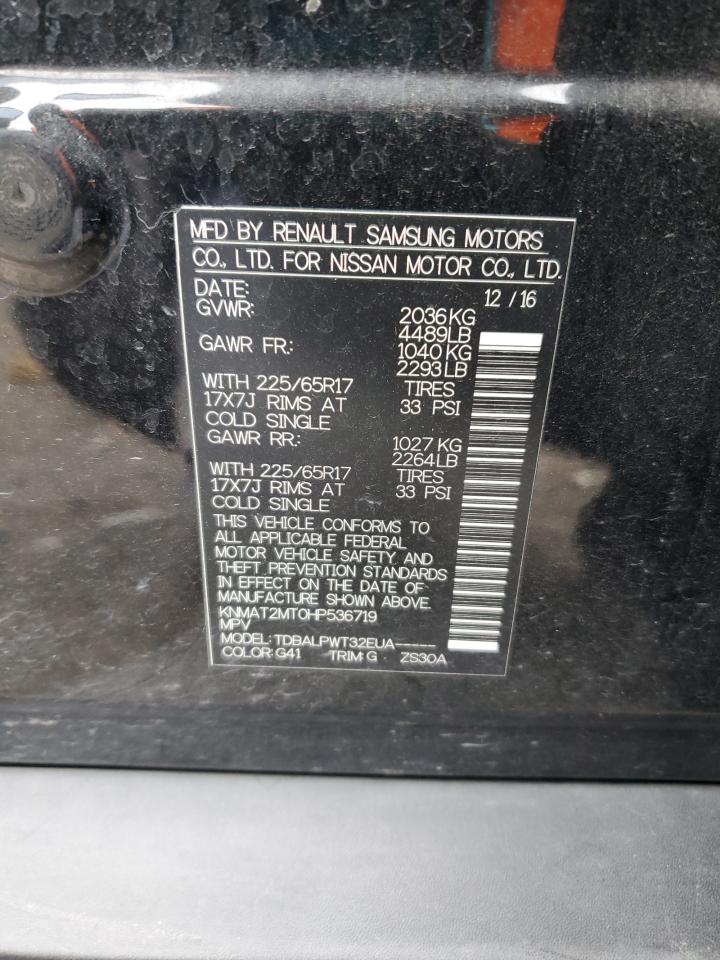 MFD BY RENAULT SAMSUNG MOTORS
CO., LTD. FOR NISSAN MOTOR CO., LTD.
DATE: 12 / 16
GVWR: 2036KG
4489LB
GAWR FR.: 1040 KG
2293LB
WITH 225/65R17 TIRES
17X7J RIMS AT 33 PSI
COLD SINGLE
GAWR RR.: 1027 KG
2264LB
WITH 225/65R17 TIRES
17X7J RIMS AT 33 PSI
COLD SINGLE
THIS VEHICLE CONFORMS TO
ALL APPLICABLE FEDERAL
MOTOR VEHICLE SAFETY AND
THEFT PREVENTION STANDARDS
IN EFFECT ON THE DATE OF
MANUFACTURE SHOWN ABOVE.
KNMAT2MT0HP536719
MPV
MODEL: TDBALPWT32EUA-----
COLOR: G41 TRIM: G ZS30A